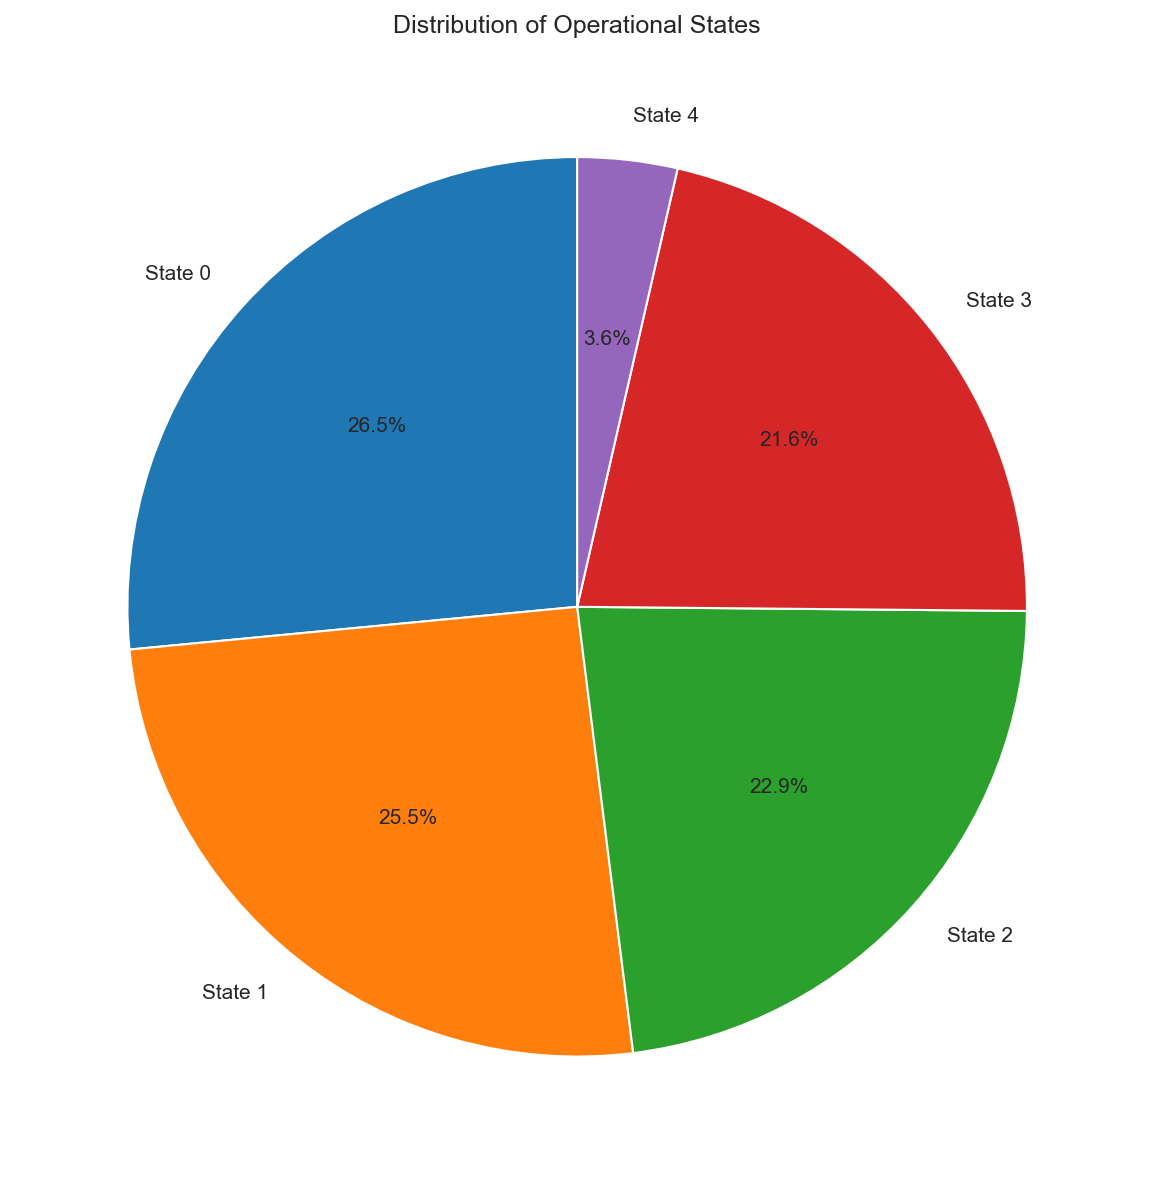 Distribution of Operational States
State 4
State 0
State 3
3.6%
26.5%
21.6%
22.9%
25.5%
State 2
State 1